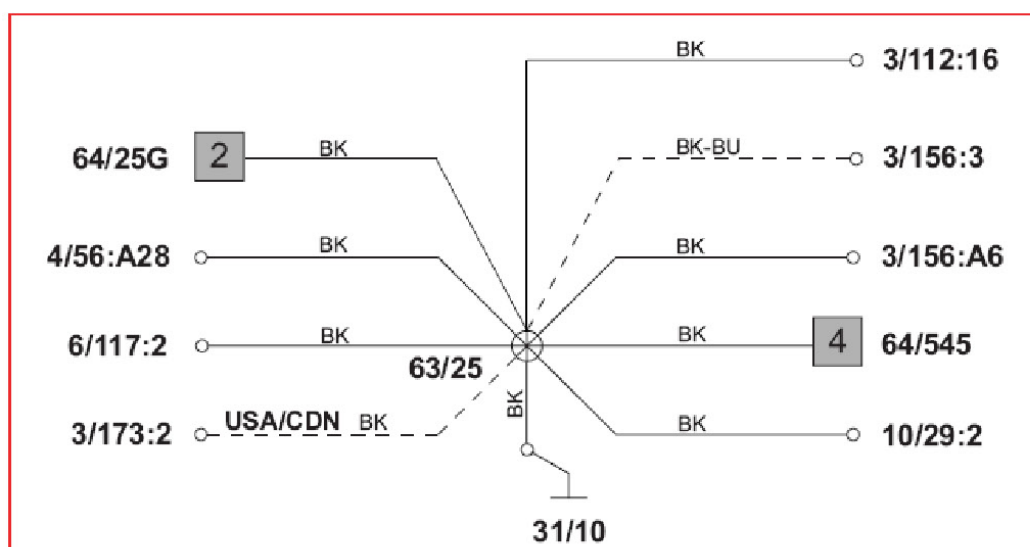 BK 3/112:16
64/25G 2 BK BK-BU 3/156:3
4/56:A28 BK BK 3/156:A6
6/117:2 BK 63/25 BK 4 64/545
3/173:2 USA/CDN BK BK BK 10/29:2
31/10